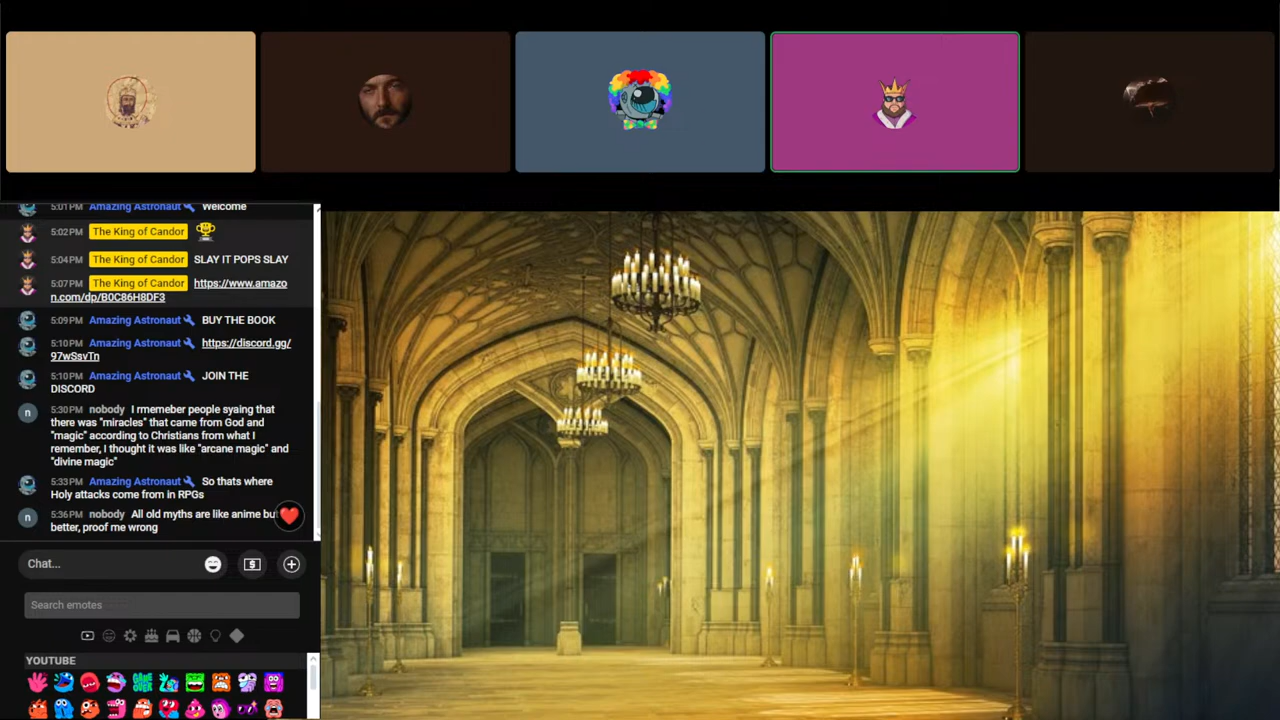 5:01PM Amazing Astronaut Welcome
5:02PM The King of Candor
5:04PM The King of Candor SLAY IT POPS SLAY
5:07PM The King of Candor https://www.amazo
n.com/dp/B0C86H8DF3
5:09PM Amazing Astronaut BUY THE BOOK
5:10PM Amazing Astronaut https://discord.gg/
97wSsvTn
5:10PM Amazing Astronaut JOIN THE
DISCORD
n 5:30PM nobody I rmemeber people syaing that
there was "miracles" that came from God and
"magic" according to Christians from what I
remember, I thought it was like "arcane magic" and
"divine magic"
5:33PM Amazing Astronaut So thats where
Holy attacks come from in RPGs
n 5:36PM nobody All old myths are like anime but
better, proof me wrong
Chat...
Search emotes
YOUTUBE
GAME OVER